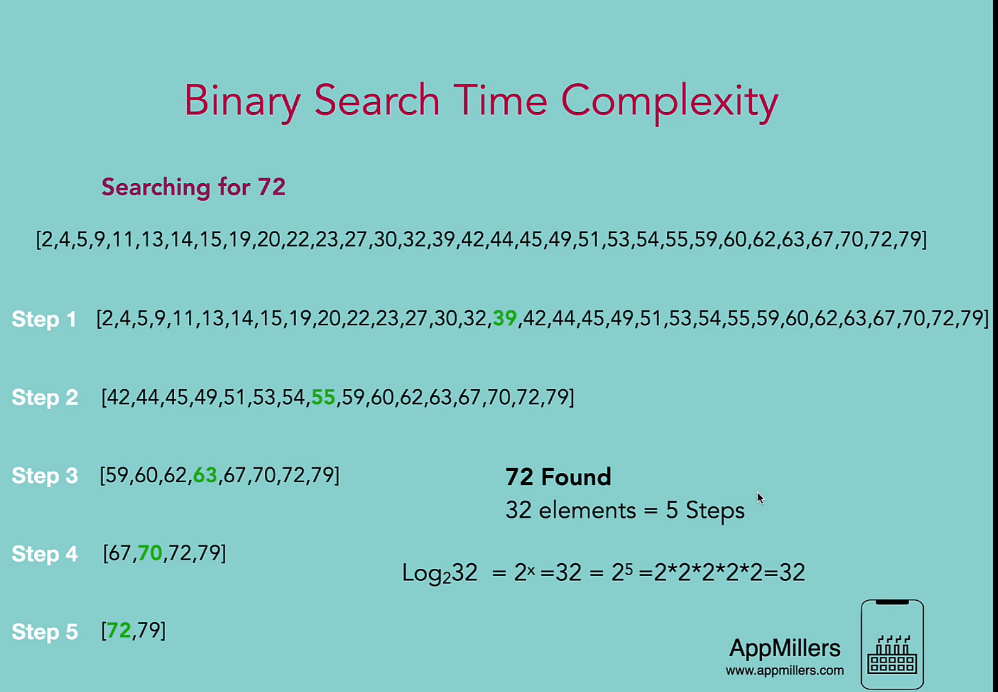 Binary Search Time Complexity
Searching for 72
[2,4,5,9,11,13,14,15,19,20,22,23,27,30,32,39,42,44,45,49,51,53,54,55,59,60,62,63,67,70,72,79]
Step 1 [2,4,5,9,11,13,14,15,19,20,22,23,27,30,32,39,42,44,45,49,51,53,54,55,59,60,62,63,67,70,72,79]
Step 2 [42,44,45,49,51,53,54,55,59,60,62,63,67,70,72,79]
Step 3 [59,60,62,63,67,70,72,79]
72 Found
32 elements = 5 Steps
Step 4 [67,70,72,79]
Log₂32 = 2ˣ =32 = 2⁵ =2*2*2*2*2=32
Step 5 [72,79]
AppMillers
www.appmillers.com